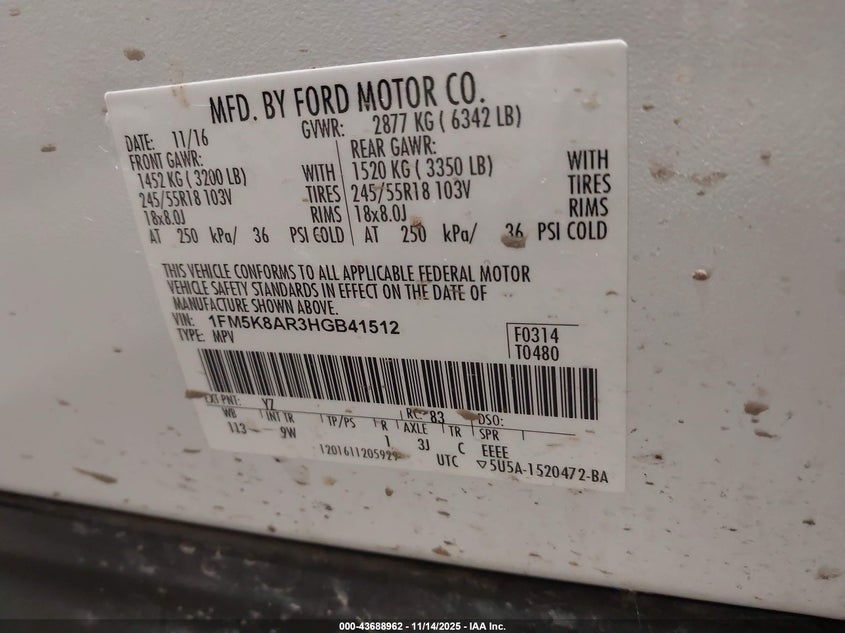 MFD. BY FORD MOTOR CO.
DATE: 11/16 GVWR: 2877 KG ( 6342 LB)
FRONT GAWR: REAR GAWR:
1452 KG ( 3200 LB) WITH 1520 KG ( 3350 LB) WITH
245/55R18 103V TIRES 245/55R18 103V TIRES
18x8.0J RIMS 18x8.0J RIMS
AT 250 kPa/ 36 PSI COLD AT 250 kPa/ 36 PSI COLD
THIS VEHICLE CONFORMS TO ALL APPLICABLE FEDERAL MOTOR
VEHICLE SAFETY STANDARDS IN EFFECT ON THE DATE OF
MANUFACTURE SHOWN ABOVE.
VIN: 1FM5K8AR3HGB41512
TYPE: MPV
F0314
T0480
EXT PNT: YZ RC: 83 DSO:
WB INT TR TP/PS R AXLE TR SPR
113 9W 1 3J C EEEE
1201611205929 UTC ▽5U5A-1520472-BA
000-43688962 - 11/14/2025 - IAA Inc.